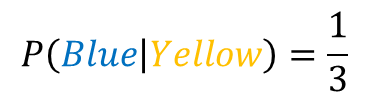 P(Blue|Yellow) = 1/3